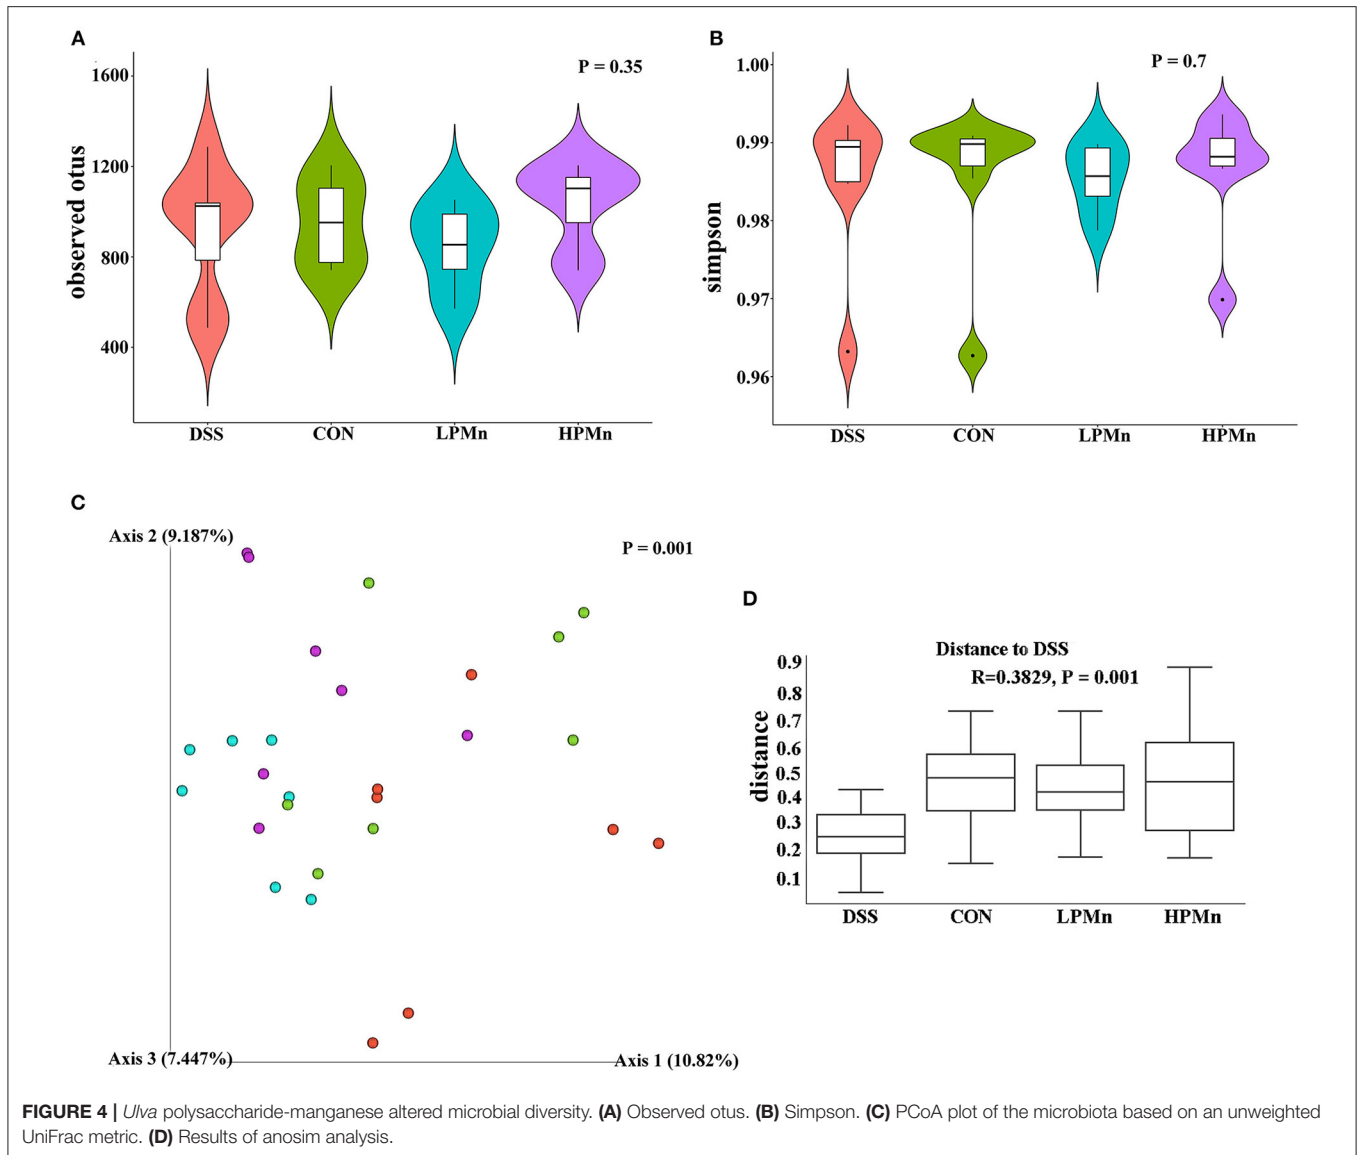 A
P = 0.35
observed otus
1600
1200
800
400
DSS CON LPMn HPMn
B
P = 0.7
simpson
1.00
0.99
0.98
0.97
0.96
DSS CON LPMn HPMn
C
Axis 2 (9.187%)
P = 0.001
Axis 3 (7.447%)
Axis 1 (10.82%)
D
Distance to DSS
R=0.3829, P = 0.001
distance
0.9
0.8
0.7
0.6
0.5
0.4
0.3
0.2
0.1
DSS CON LPMn HPMn
FIGURE 4 | Ulva polysaccharide-manganese altered microbial diversity. (A) Observed otus. (B) Simpson. (C) PCoA plot of the microbiota based on an unweighted
UniFrac metric. (D) Results of anosim analysis.